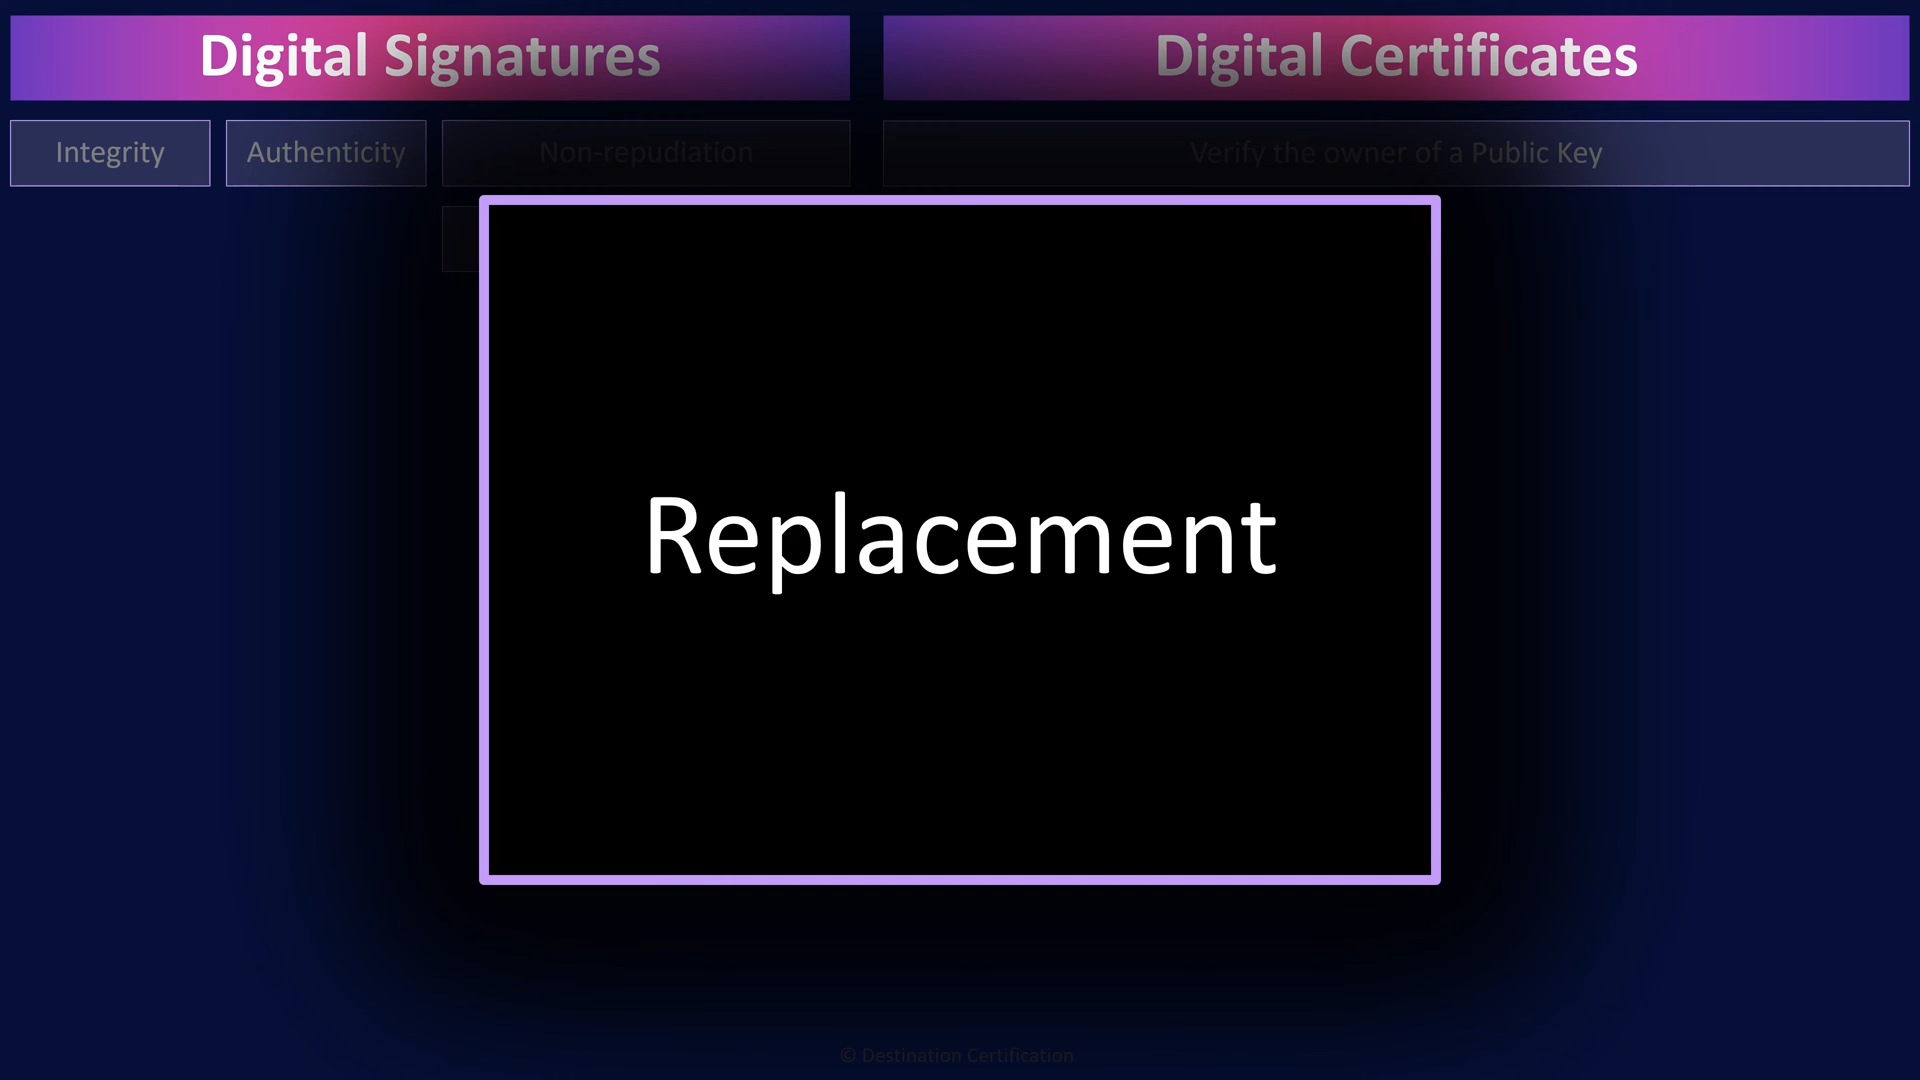 Digital Signatures
Digital Certificates
Integrity
Authenticity
Non-repudiation
Verify the owner of a Public Key
Replacement
© Destination Certification